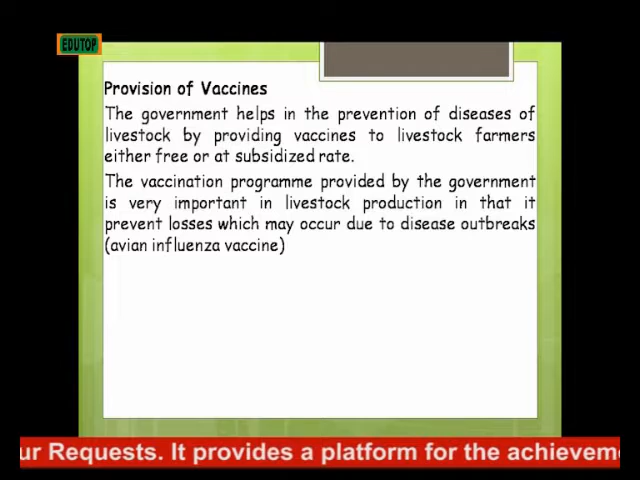 EDUTOP
Provision of Vaccines
The government helps in the prevention of diseases of
livestock by providing vaccines to livestock farmers
either free or at subsidized rate.
The vaccination programme provided by the government
is very important in livestock production in that it
prevent losses which may occur due to disease outbreaks
(avian influenza vaccine)
ur Requests. It provides a platform for the achievem